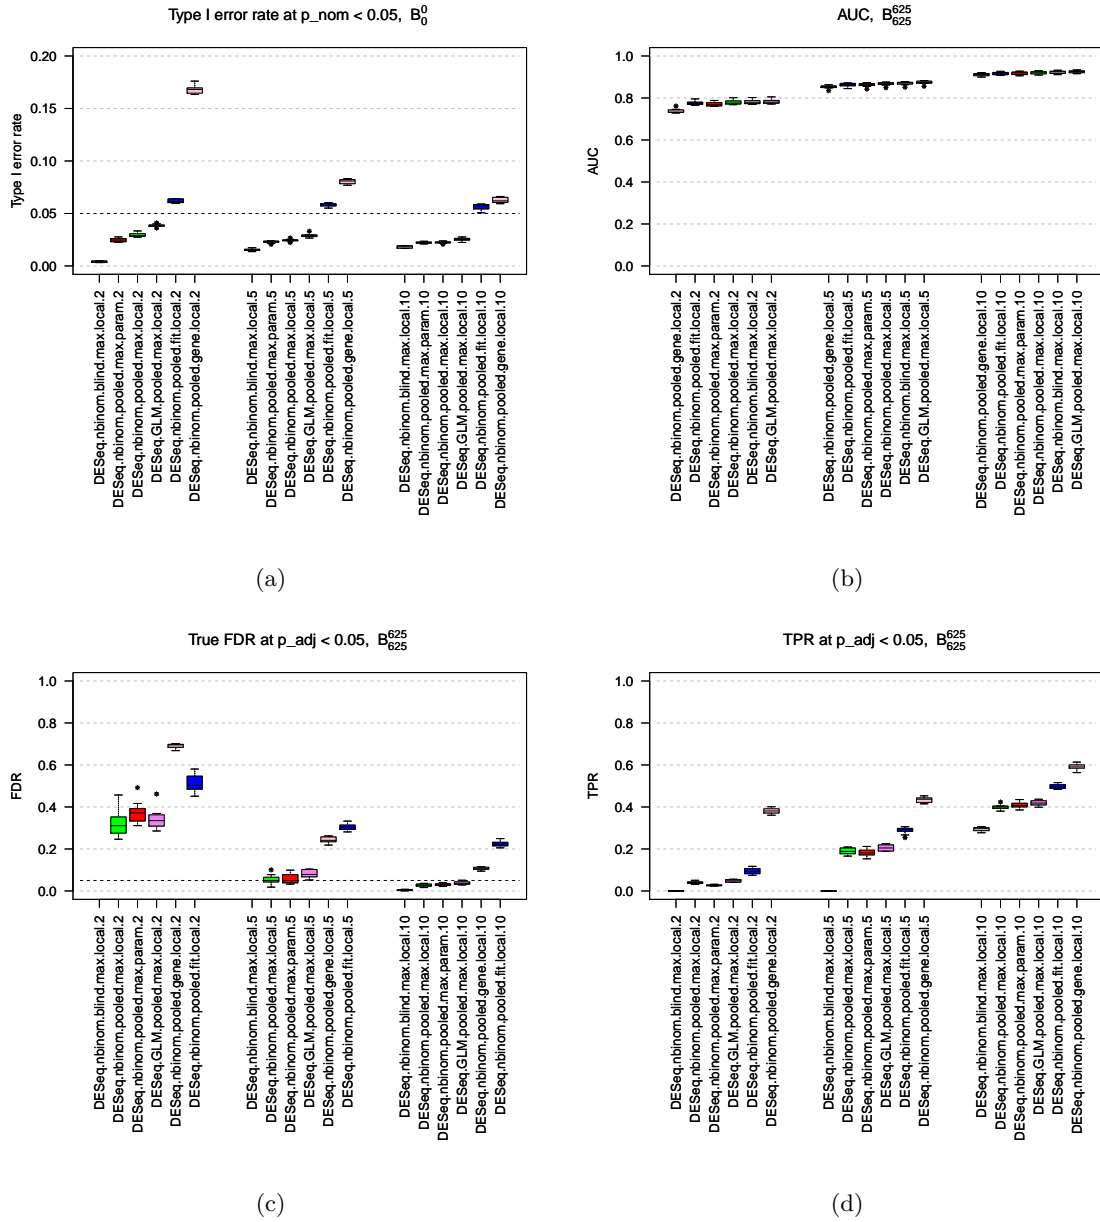 Type I error rate at p_nom < 0.05, B_0^0
Type I error rate
0.20
0.15
0.10
0.05
0.00
DESeq.nbinom.blind.max.local.2
DESeq.nbinom.pooled.max.param.2
DESeq.nbinom.pooled.max.local.2
DESeq.GLM.pooled.max.local.2
DESeq.nbinom.pooled.fit.local.2
DESeq.nbinom.pooled.gene.local.2
DESeq.nbinom.blind.max.local.5
DESeq.nbinom.pooled.max.param.5
DESeq.nbinom.pooled.max.local.5
DESeq.GLM.pooled.max.local.5
DESeq.nbinom.pooled.fit.local.5
DESeq.nbinom.pooled.gene.local.5
DESeq.nbinom.blind.max.local.10
DESeq.nbinom.pooled.max.param.10
DESeq.nbinom.pooled.max.local.10
DESeq.GLM.pooled.max.local.10
DESeq.nbinom.pooled.fit.local.10
DESeq.nbinom.pooled.gene.local.10
(a)
AUC, B_625^625
AUC
1.0
0.8
0.6
0.4
0.2
0.0
DESeq.nbinom.pooled.gene.local.2
DESeq.nbinom.pooled.fit.local.2
DESeq.nbinom.pooled.max.param.2
DESeq.nbinom.pooled.max.local.2
DESeq.nbinom.blind.max.local.2
DESeq.GLM.pooled.max.local.2
DESeq.nbinom.pooled.gene.local.5
DESeq.nbinom.pooled.fit.local.5
DESeq.nbinom.pooled.max.param.5
DESeq.nbinom.pooled.max.local.5
DESeq.nbinom.blind.max.local.5
DESeq.GLM.pooled.max.local.5
DESeq.nbinom.pooled.gene.local.10
DESeq.nbinom.pooled.fit.local.10
DESeq.nbinom.pooled.max.param.10
DESeq.nbinom.pooled.max.local.10
DESeq.nbinom.blind.max.local.10
DESeq.GLM.pooled.max.local.10
(b)
True FDR at p_adj < 0.05, B_625^625
FDR
1.0
0.8
0.6
0.4
0.2
0.0
DESeq.nbinom.blind.max.local.2
DESeq.nbinom.pooled.max.local.2
DESeq.nbinom.pooled.max.param.2
DESeq.GLM.pooled.max.local.2
DESeq.nbinom.pooled.gene.local.2
DESeq.nbinom.pooled.fit.local.2
DESeq.nbinom.blind.max.local.5
DESeq.nbinom.pooled.max.local.5
DESeq.nbinom.pooled.max.param.5
DESeq.GLM.pooled.max.local.5
DESeq.nbinom.pooled.gene.local.5
DESeq.nbinom.pooled.fit.local.5
DESeq.nbinom.blind.max.local.10
DESeq.nbinom.pooled.max.local.10
DESeq.nbinom.pooled.max.param.10
DESeq.GLM.pooled.max.local.10
DESeq.nbinom.pooled.gene.local.10
DESeq.nbinom.pooled.fit.local.10
(c)
TPR at p_adj < 0.05, B_625^625
TPR
1.0
0.8
0.6
0.4
0.2
0.0
DESeq.nbinom.blind.max.local.2
DESeq.nbinom.pooled.max.local.2
DESeq.nbinom.pooled.max.param.2
DESeq.GLM.pooled.max.local.2
DESeq.nbinom.pooled.fit.local.2
DESeq.nbinom.pooled.gene.local.2
DESeq.nbinom.blind.max.local.5
DESeq.nbinom.pooled.max.local.5
DESeq.nbinom.pooled.max.param.5
DESeq.GLM.pooled.max.local.5
DESeq.nbinom.pooled.fit.local.5
DESeq.nbinom.pooled.gene.local.5
DESeq.nbinom.blind.max.local.10
DESeq.nbinom.pooled.max.local.10
DESeq.nbinom.pooled.max.param.10
DESeq.GLM.pooled.max.local.10
DESeq.nbinom.pooled.fit.local.10
DESeq.nbinom.pooled.gene.local.10
(d)